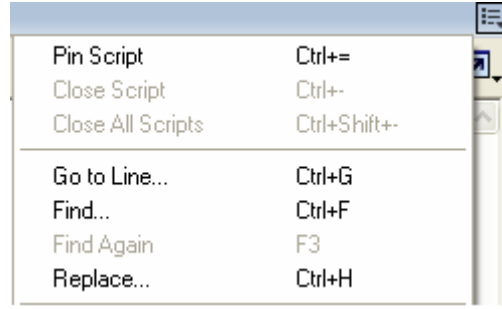 Pin Script Ctrl+=
Close Script Ctrl+-
Close All Scripts Ctrl+Shift+-
Go to Line... Ctrl+G
Find... Ctrl+F
Find Again F3
Replace... Ctrl+H